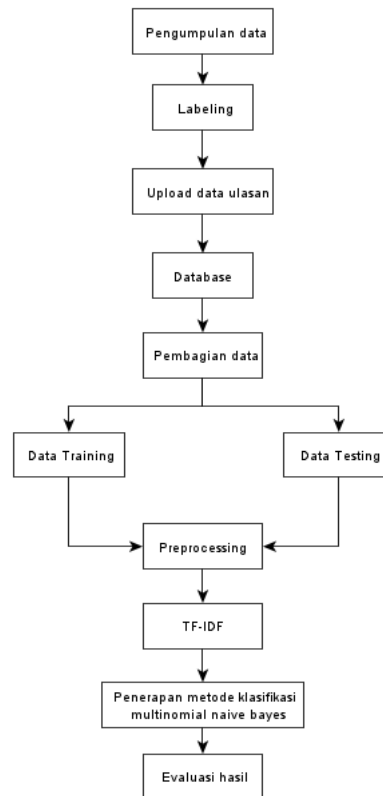 Pengumpulan data
Labeling
Upload data ulasan
Database
Pembagian data
Data Training
Data Testing
Preprocessing
TF-IDF
Penerapan metode klasifikasi
multinomial naive bayes
Evaluasi hasil